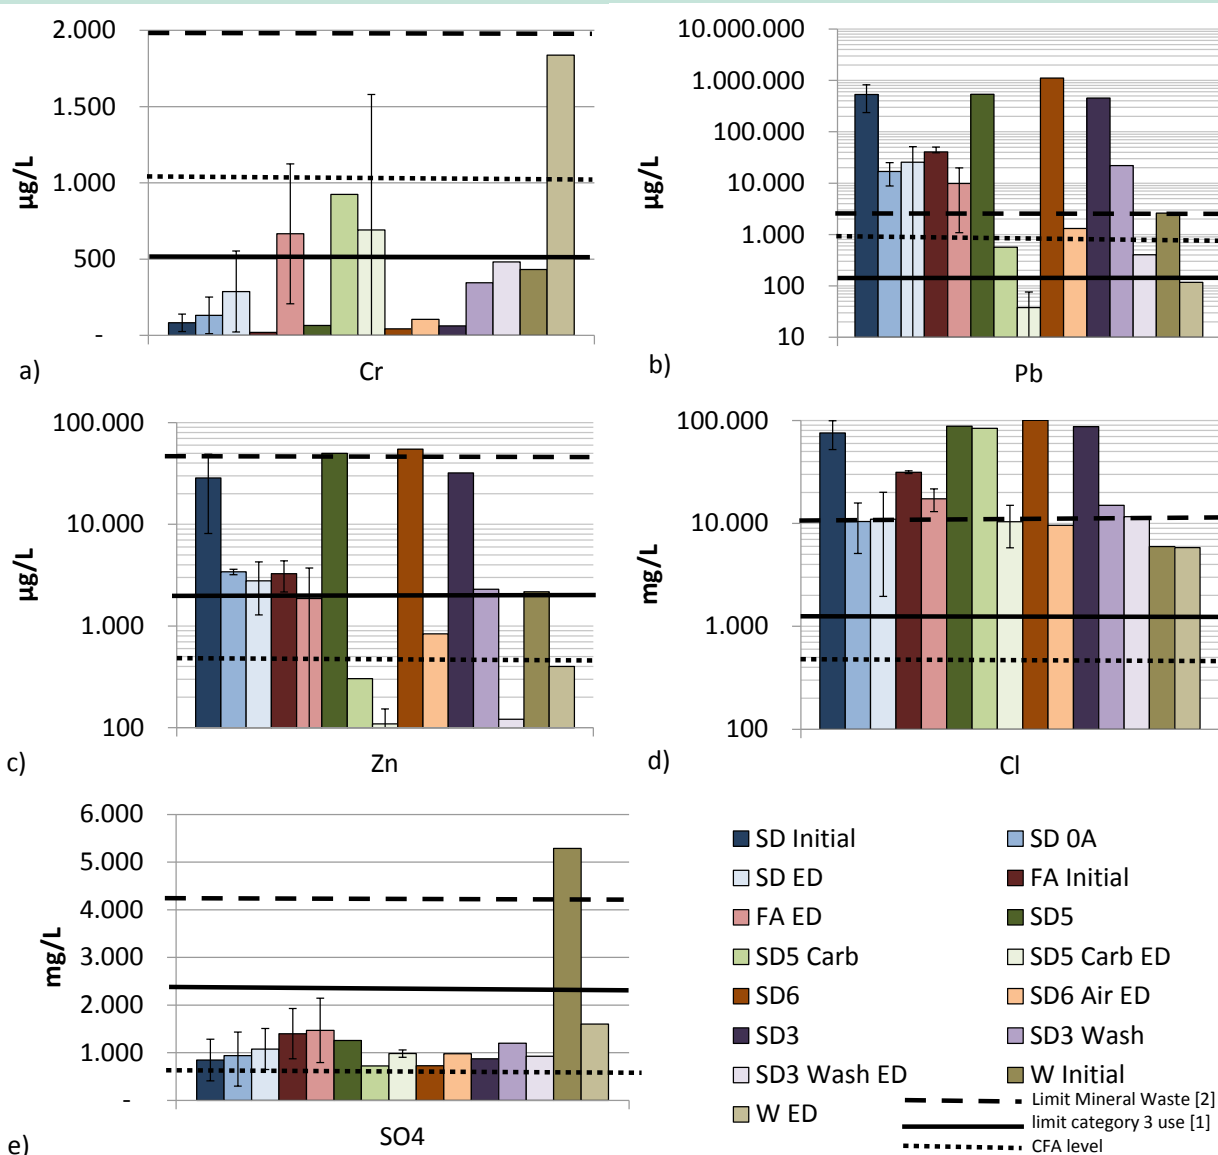 2.000
1.500
1.000
500
-
µg/L
a)
Cr
10.000.000
1.000.000
100.000
10.000
1.000
100
10
µg/L
b)
Pb
100.000
10.000
1.000
100
µg/L
c)
Zn
100.000
10.000
1.000
100
mg/L
d)
Cl
6.000
5.000
4.000
3.000
2.000
1.000
-
mg/L
e)
SO4
SD Initial
SD 0A
SD ED
FA Initial
FA ED
SD5
SD5 Carb
SD5 Carb ED
SD6
SD6 Air ED
SD3
SD3 Wash
SD3 Wash ED
W Initial
W ED
Limit Mineral Waste [2]
limit category 3 use [1]
CFA level